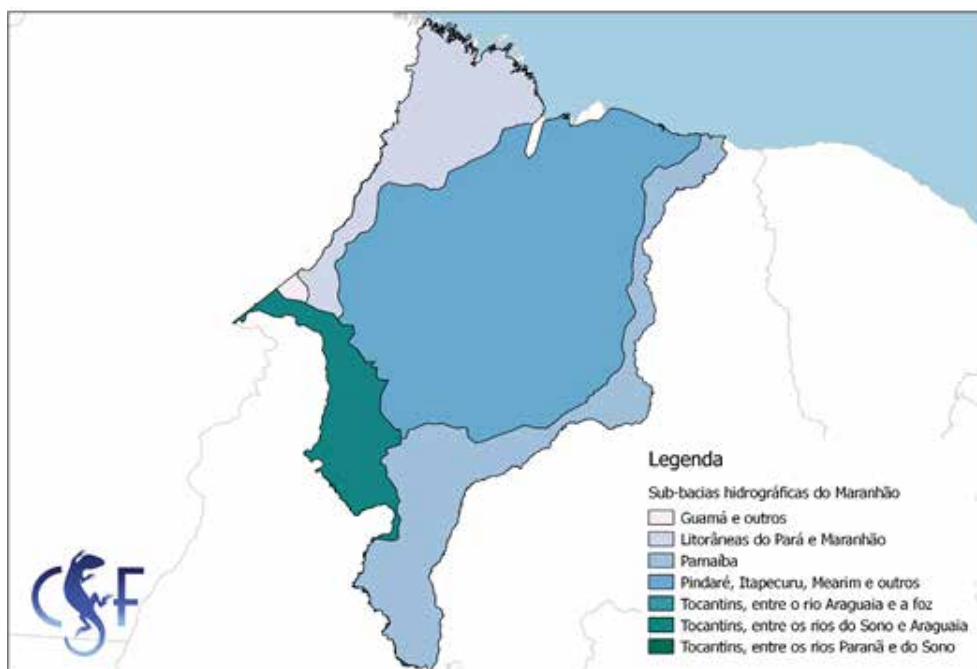 Legenda
Sub-bacias hidrográficas do Maranhão
Guamá e outros
Litorâneas do Pará e Maranhão
Parnaíba
Pindaré, Itapecuru, Mearim e outros
Tocantins, entre o rio Araguaia e a foz
Tocantins, entre os rios do Sono e Araguaia
Tocantins, entre os rios Paranã e do Sono
CSF